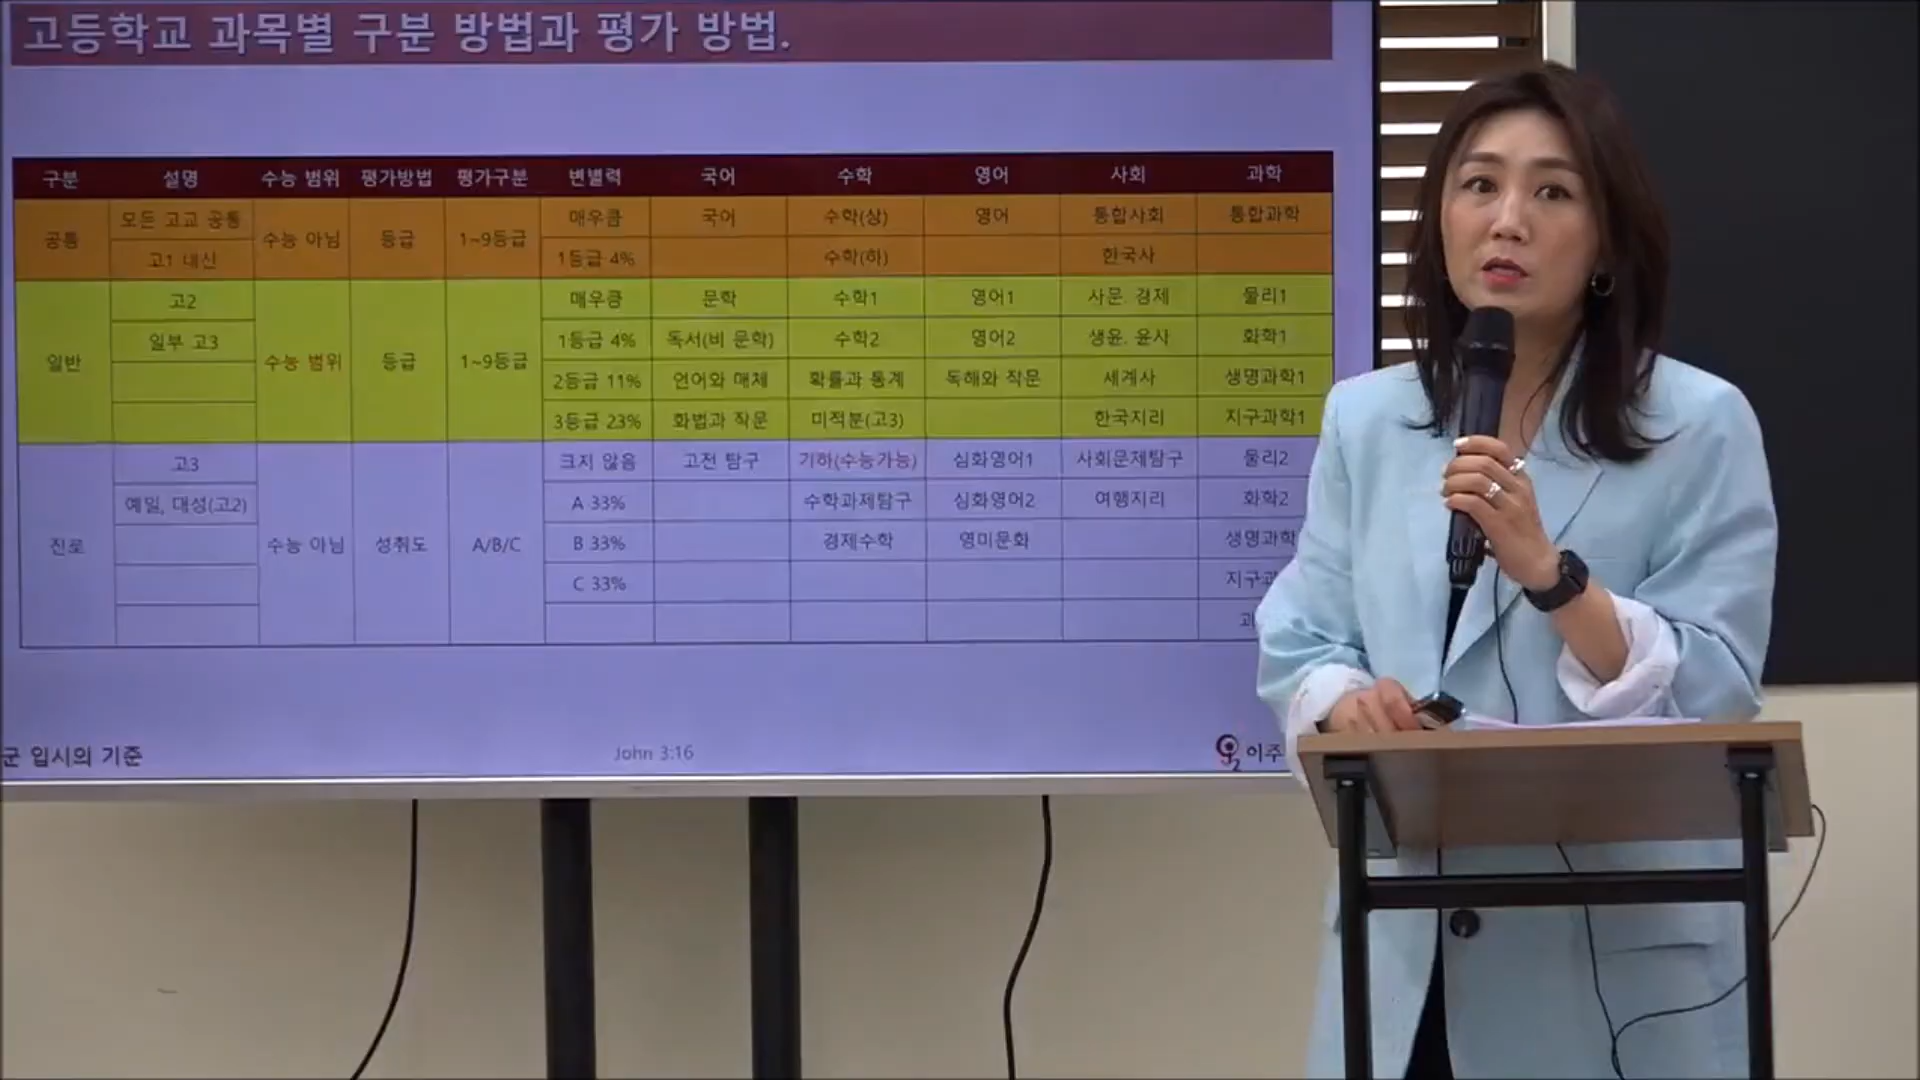 고등학교 과목별 구분 방법과 평가 방법.
구분 설명 수능 범위 평가방법 평가구분 변별력 국어 수학 영어 사회 과학
공통 모든 고교 공통 수능 아님 등급 1~9등급 매우큼 국어 수학(상) 영어 통합사회 통합과학
고1 내신 1등급 4% 수학(하) 한국사
일반 고2 수능 범위 등급 1~9등급 매우큼 문학 수학1 영어1 사문. 경제 물리1
일부 고3 1등급 4% 독서(비 문학) 수학2 영어2 생윤. 윤사 화학1
2등급 11% 언어와 매체 확률과 통계 독해와 작문 세계사 생명과학1
3등급 23% 화법과 작문 미적분(고3) 한국지리 지구과학1
진로 고3 수능 아님 성취도 A/B/C 크지 않음 고전 탐구 기하(수능가능) 심화영어1 사회문제탐구 물리2
예일, 대성(고2) A 33% 수학과제탐구 심화영어2 여행지리 화학2
B 33% 경제수학 영미문화 생명과학
C 33% 지구
군 입시의 기준 John 3:16 이주